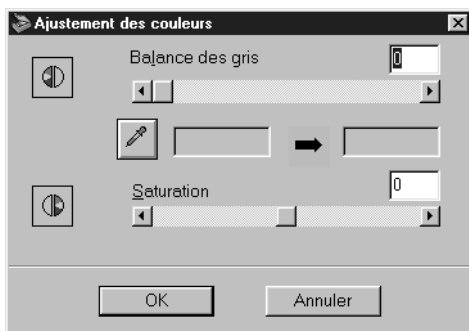 Ajustement des couleurs
Balance des gris
0
Saturation
0
OK
Annuler